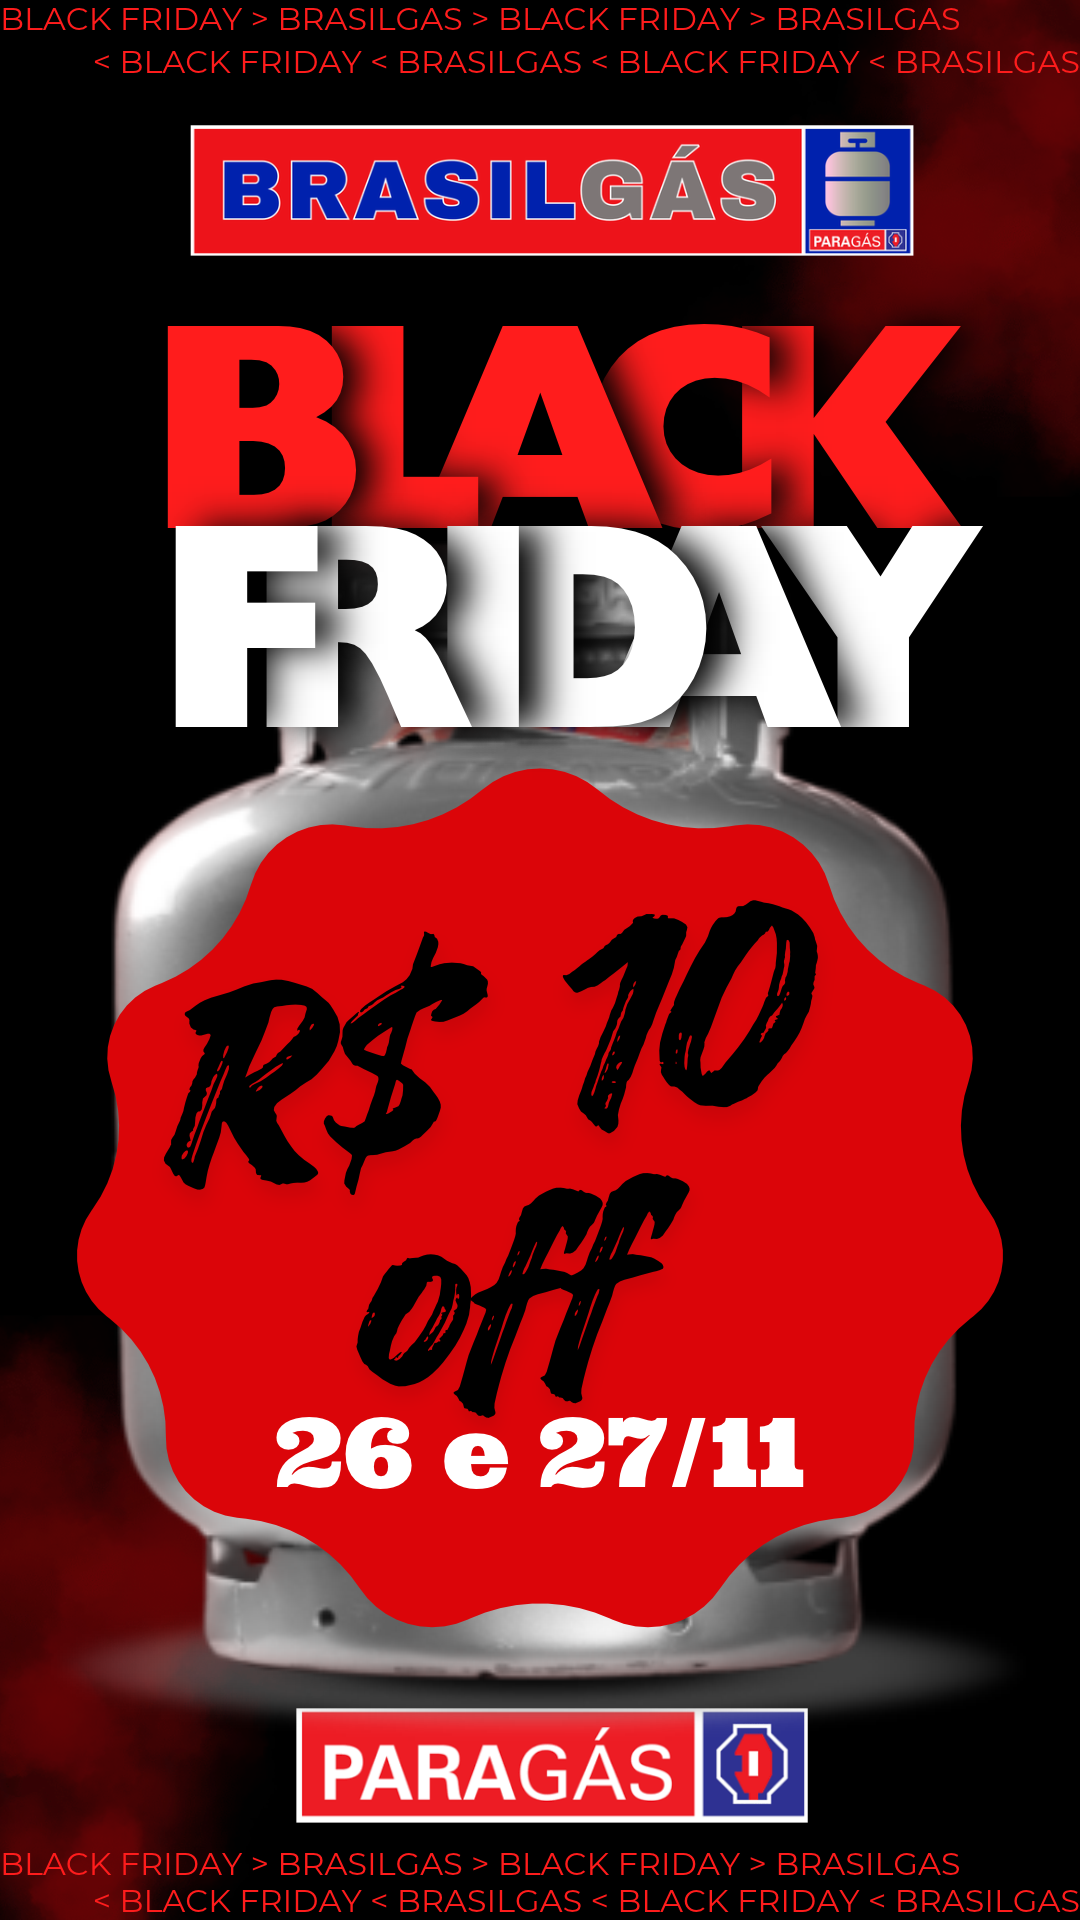 BLACK FRIDAY > BRASILGAS > BLACK FRIDAY > BRASILGAS
< BLACK FRIDAY < BRASILGAS < BLACK FRIDAY < BRASILGAS
BRASILGÁS
PARAGÁS
BLACK
FRIDAY
R$ 10
off
26 e 27/11
PARAGÁS
BLACK FRIDAY > BRASILGAS > BLACK FRIDAY > BRASILGAS
< BLACK FRIDAY < BRASILGAS < BLACK FRIDAY < BRASILGAS